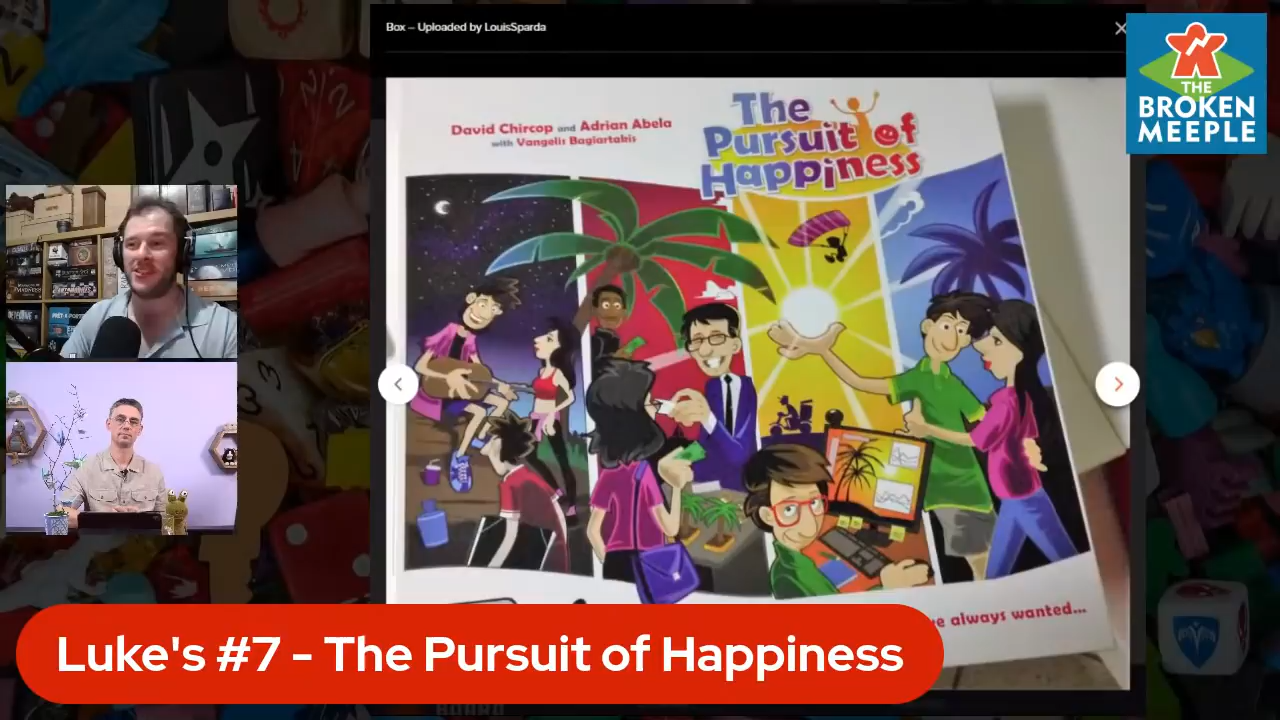 Box – Uploaded by LouisSparda
THE
BROKEN
MEEPLE
David Chircop and Adrian Abela
with Vangelis Bagiartakis
The
Pursuit of
Happiness
always wanted...
Luke's #7 - The Pursuit of Happiness